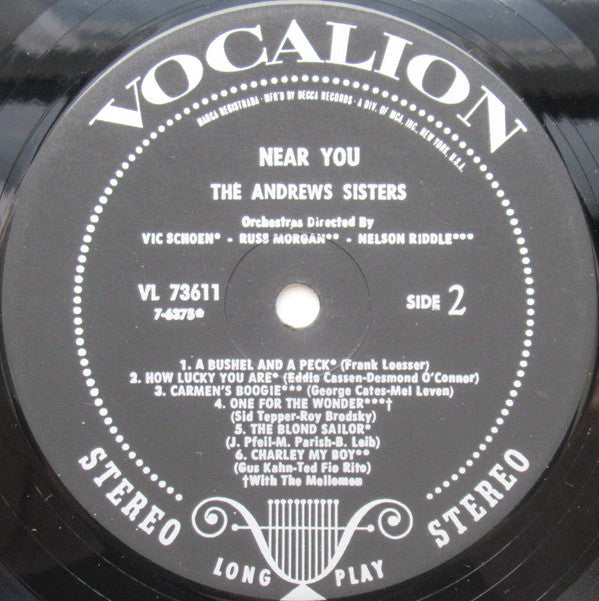 VOCALION
MARCA REGISTRADA · MFR'D BY DECCA RECORDS · A DIV. OF MCA, INC., NEW YORK, U.S.A.
NEAR YOU
THE ANDREWS SISTERS
Orchestras Directed By
VIC SCHOEN* - RUSS MORGAN** - NELSON RIDDLE***
VL 73611
7-6375⊕
SIDE 2
1. A BUSHEL AND A PECK* (Frank Loesser)
2. HOW LUCKY YOU ARE* (Eddie Cassen-Desmond O'Connor)
3. CARMEN'S BOOGIE*** (George Cates-Mel Leven)
4. ONE FOR THE WONDER***†
(Sid Tepper-Roy Brodsky)
5. THE BLOND SAILOR*
(J. Pfeil-M. Parish-B. Leib)
6. CHARLEY MY BOY**
(Gus Kahn-Ted Fio Rito)
†With The Mellomen
STEREO
STEREO
LONG PLAY